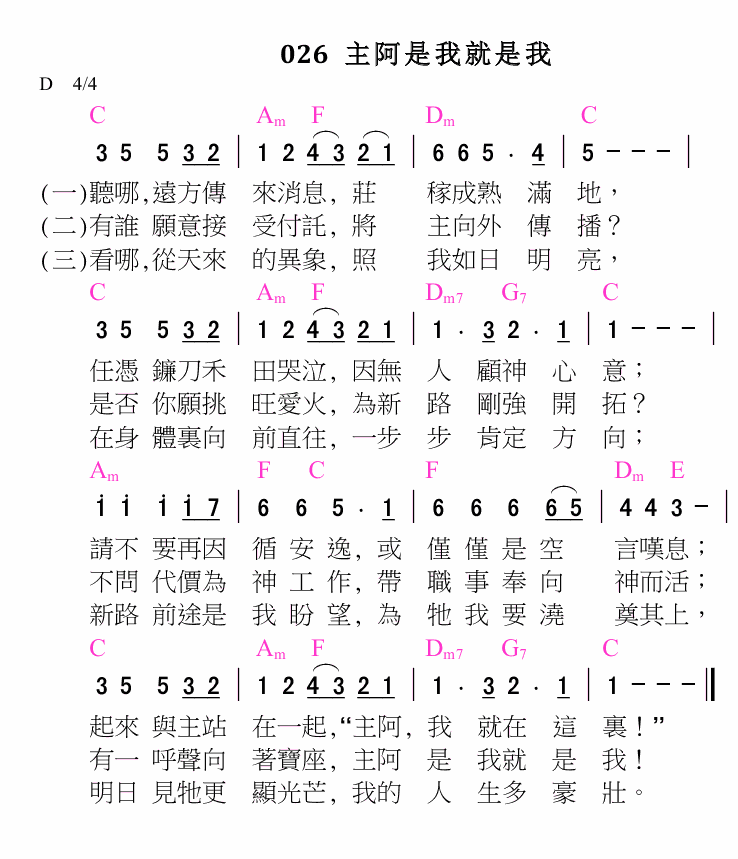 026 主阿是我就是我
D 4/4
C Am F Dm C
3 5 5 3 2 | 1 2 4 3 2 1 | 6 6 5 · 4 | 5 - - - |
(一)聽哪,遠方傳 來消息, 莊 稼成熟 滿 地,
(二)有誰 願意接 受付託, 將 主向外 傳 播?
(三)看哪,從天來 的異象, 照 我如日 明 亮,
C Am F Dm7 G7 C
3 5 5 3 2 | 1 2 4 3 2 1 | 1 · 3 2 · 1 | 1 - - - |
任憑 鐮刀禾 田哭泣, 因無 人 顧神 心 意;
是否 你願挑 旺愛火, 為新 路 剛強 開 拓?
在身 體裏向 前直往, 一步 步 肯定 方 向;
Am F C F Dm E
i i i i 7 | 6 6 5 · 1 | 6 6 6 6 5 | 4 4 3 - |
請不 要再因 循 安 逸, 或 僅 僅 是 空 言嘆息;
不問 代價為 神 工 作, 帶 職 事 奉 向 神而活;
新路 前途是 我 盼 望, 為 牠 我 要 澆 奠其上,
C Am F Dm7 G7 C
3 5 5 3 2 | 1 2 4 3 2 1 | 1 · 3 2 · 1 | 1 - - - ||
起來 與主站 在一起,“主阿, 我 就在 這 裏!”
有一 呼聲向 著寶座, 主阿 是 我就 是 我!
明日 見牠更 顯光芒, 我的 人 生多 豪 壯。